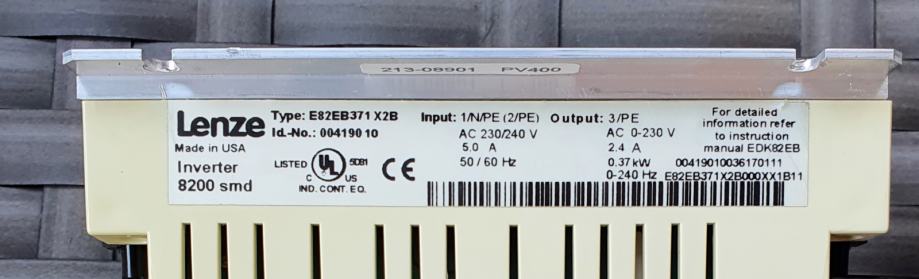 213-08901 PV400
Lenze
Made in USA
Inverter
8200 smd
Type: E82EB371 X2B
Id.-No.: 00419010
LISTED UL 5D81
C US
IND. CONT. EQ.
CE
Input: 1/N/PE (2/PE)
AC 230/240 V
5.0 A
50/60 Hz
Output: 3/PE
AC 0-230 V
2.4 A
0.37 kW
0-240 Hz
For detailed
information refer
to instruction
manual EDK82EB
00419010036170111
E82EB371X2B000XX1B11